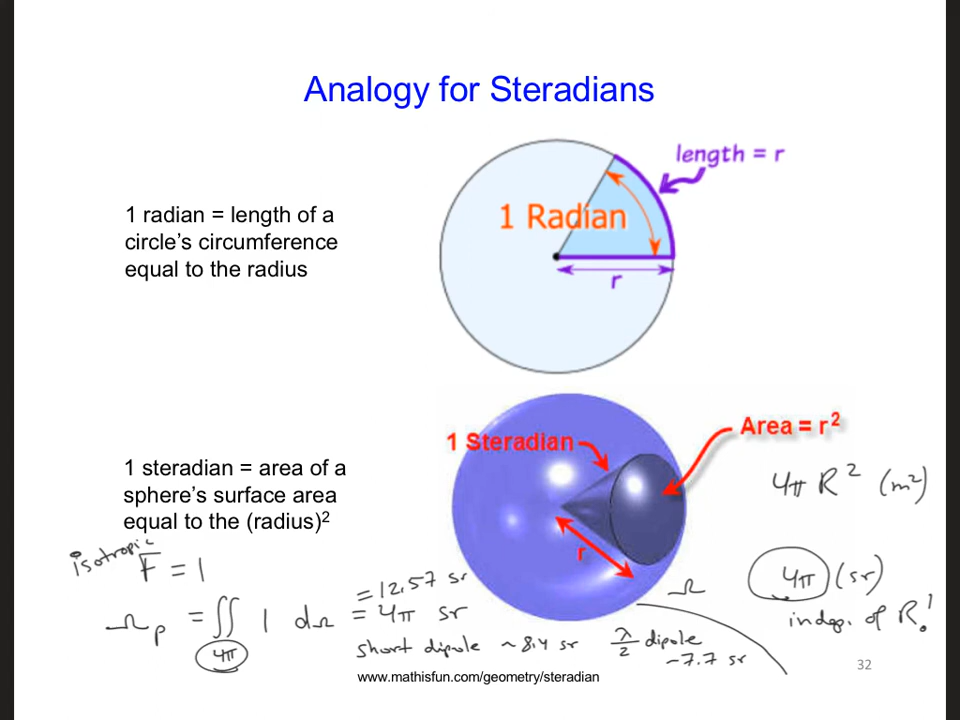 Analogy for Steradians
length = r
1 radian = length of a
circle’s circumference
equal to the radius
1 Radian
r
1 Steradian
Area = r²
1 steradian = area of a
sphere’s surface area
equal to the (radius)²
r
4π R² (m²)
isotropic
F = 1
4π (sr)
indep. of R!
Ω
= 12.57 sr
Ωp = ∬ 1 dΩ = 4π sr
4π
short dipole ~8.4 sr
λ/2 dipole
~7.7 sr
www.mathisfun.com/geometry/steradian
32